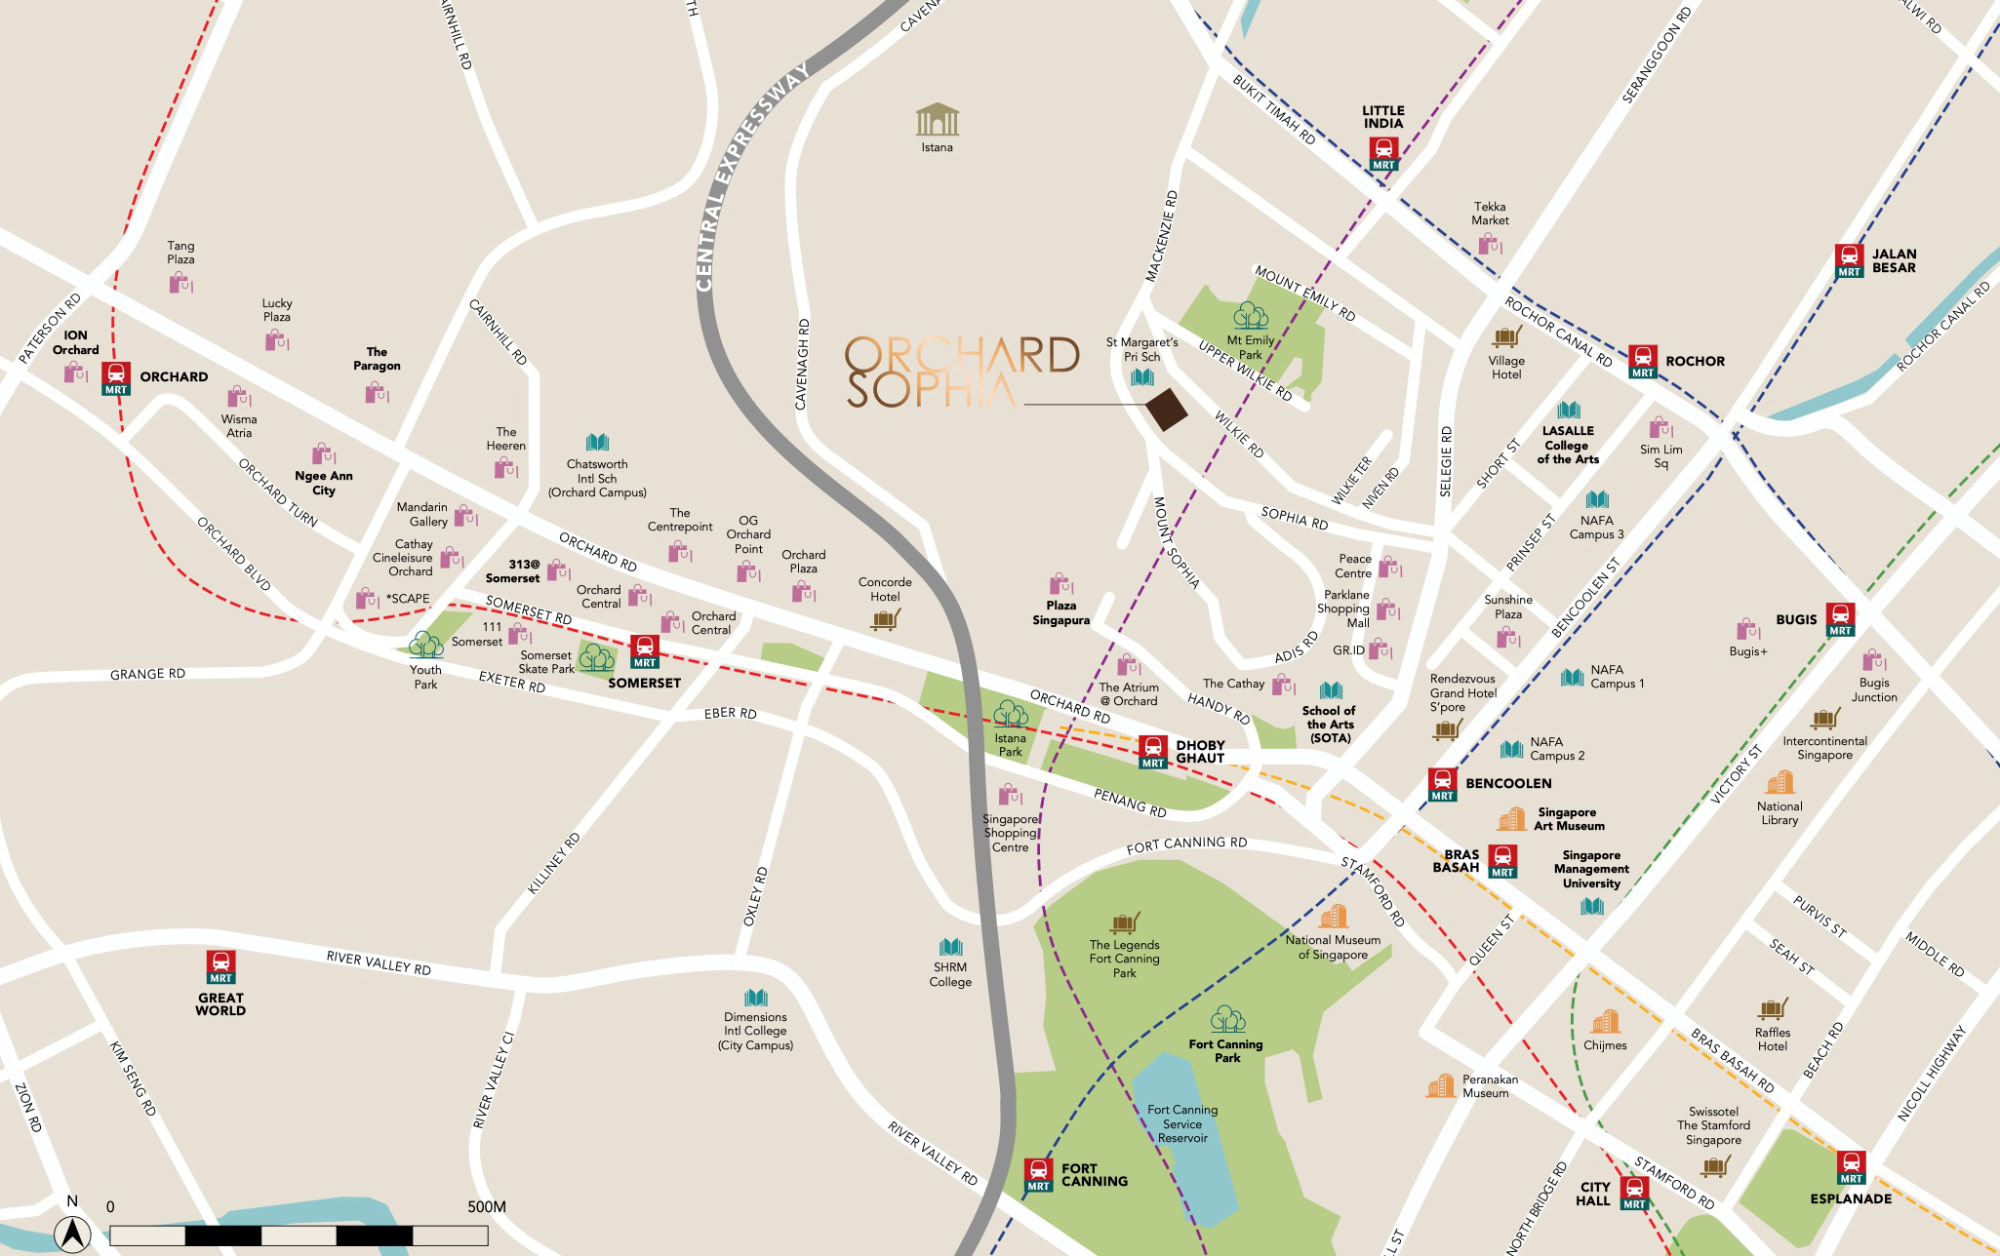 CAIRNHILL RD
TH
CAVENA
BUKIT TIMAH RD
SERANGGOON RD
ALWI RD
CENTRAL EXPRESSWAY
Istana
LITTLE
INDIA
MRT
MACKENZIE RD
Tekka
Market
Tang
Plaza
JALAN
BESAR
MRT
PATERSON RD
Lucky
Plaza
CAIRNHILL RD
CAVENAGH RD
MOUNT EMILY RD
ROCHOR CANAL RD
ROCHOR CANAL RD
ION
Orchard
MRT
ORCHARD
The
Paragon
ORCHARD
SOPHIA
St Margaret's
Pri Sch
Mt Emily
Park
UPPER WILKIE RD
Village
Hotel
MRT
ROCHOR
Wisma
Atria
The
Heeren
WILKIE RD
SELEGIE RD
LASALLE
College
of the Arts
Sim Lim
Sq
SHORT ST
Ngee Ann
City
Chatsworth
Intl Sch
(Orchard Campus)
WILKIE TER
NIVEN RD
ORCHARD TURN
ORCHARD BLVD
Mandarin
Gallery
Cathay
Cineleisure
Orchard
*SCAPE
ORCHARD RD
The
Centrepoint
OG
Orchard
Point
Orchard
Plaza
MOUNT SOPHIA
SOPHIA RD
PRINSEP ST
NAFA
Campus 3
313@
Somerset
Orchard
Central
Orchard
Central
Concorde
Hotel
Plaza
Singapura
Peace
Centre
Parklane
Shopping
Mall
GR.ID
Sunshine
Plaza
BENCOOLEN ST
BUGIS
MRT
Bugis+
SOMERSET RD
111
Somerset
Somerset
Skate Park
MRT
SOMERSET
Youth
Park
GRANGE RD
EXETER RD
EBER RD
ADIS RD
The Atrium
@ Orchard
The Cathay
HANDY RD
School of
the Arts
(SOTA)
Rendezvous
Grand Hotel
S'pore
NAFA
Campus 1
Bugis
Junction
Intercontinental
Singapore
ORCHARD RD
Istana
Park
MRT
DHOBY
GHAUT
NAFA
Campus 2
VICTORY ST
MRT
BENCOOLEN
PENANG RD
Singapore
Shopping
Centre
Singapore
Art Museum
National
Library
FORT CANNING RD
BRAS
BASAH
MRT
Singapore
Management
University
KILLINEY RD
OXLEY RD
STAMFORD RD
The Legends
Fort Canning
Park
National Museum
of Singapore
QUEEN ST
PURVIS ST
SEAH ST
MIDDLE RD
MRT
GREAT
WORLD
RIVER VALLEY RD
SHRM
College
Dimensions
Intl College
(City Campus)
Fort Canning
Park
Chijmes
Raffles
Hotel
BEACH RD
BRAS BASAH RD
NICOLL HIGHWAY
ZION RD
KIM SENG RD
RIVER VALLEY CI
Fort Canning
Service
Reservoir
Peranakan
Museum
Swissotel
The Stamford
Singapore
RIVER VALLEY RD
MRT
FORT
CANNING
CITY
HALL
MRT
STAMFORD RD
MRT
ESPLANADE
NORTH BRIDGE RD
LL ST
N
0
500M